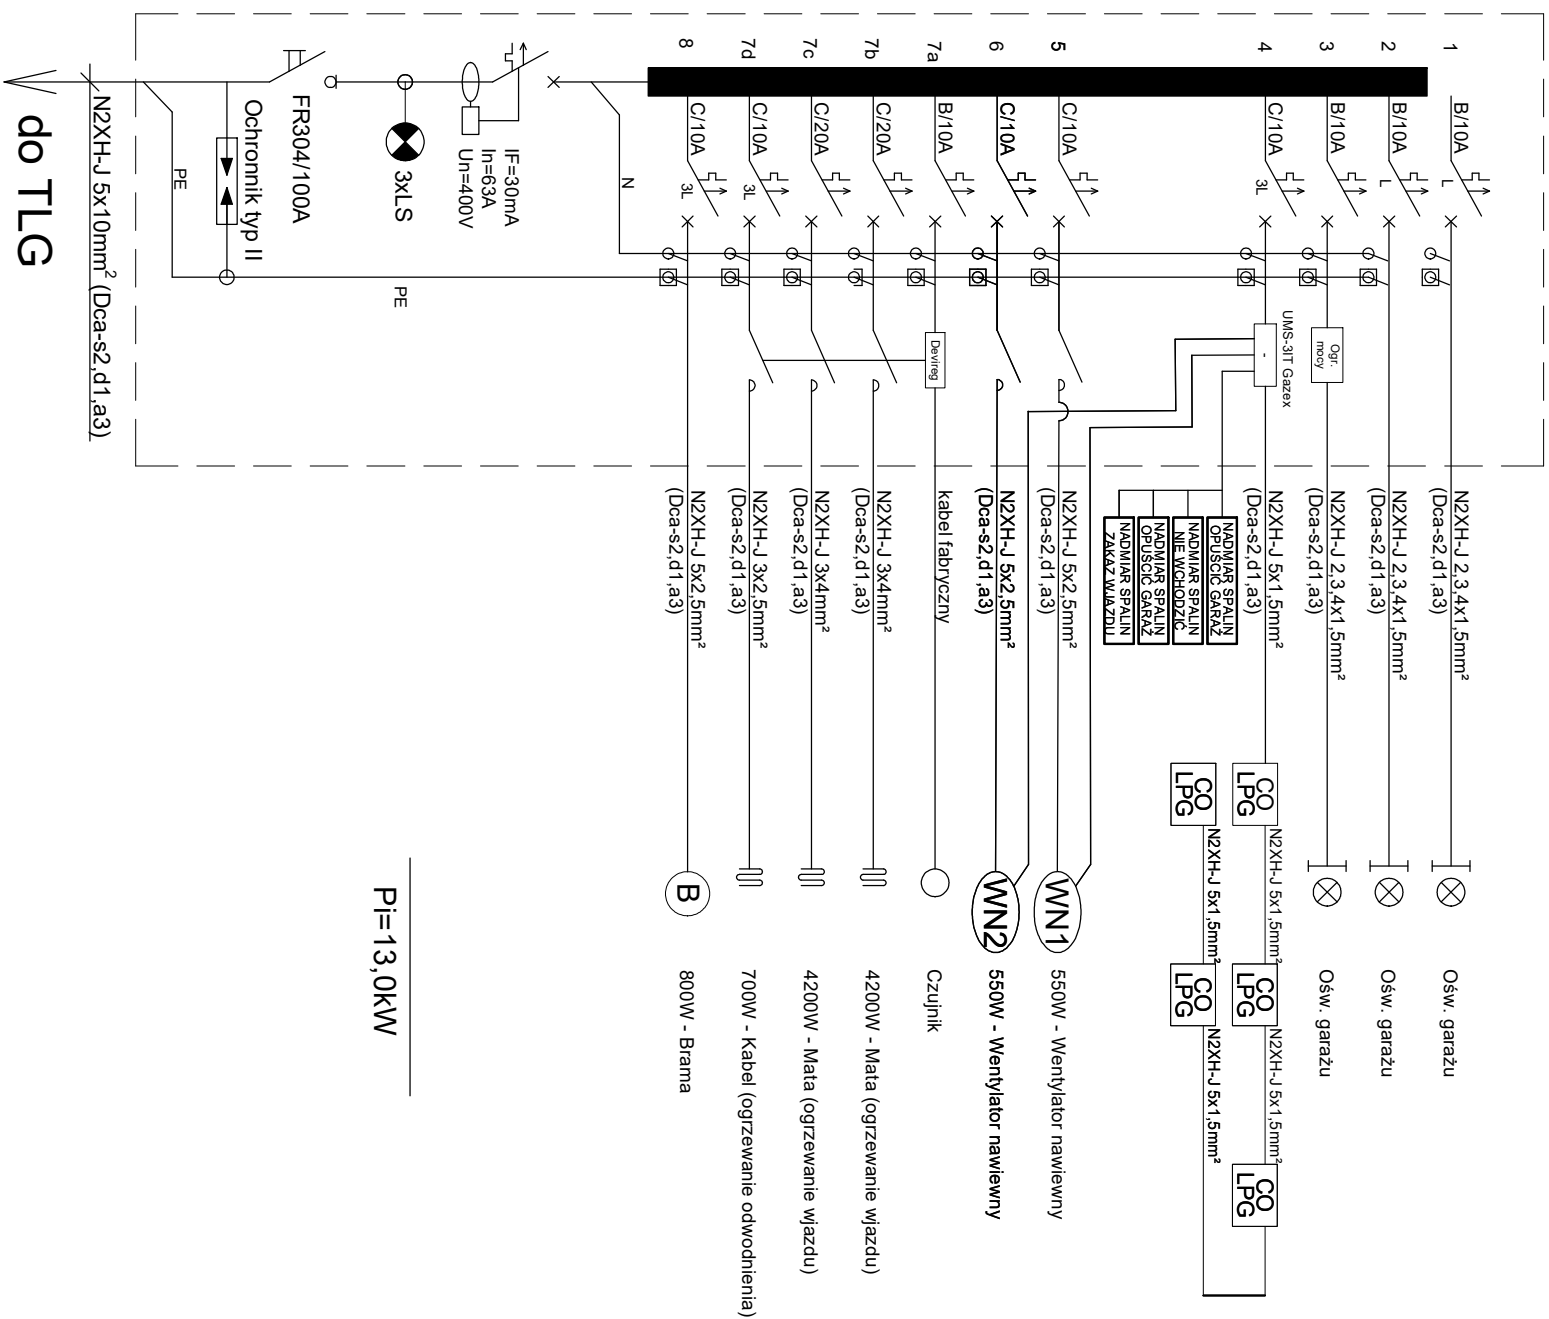 1
2
3
4
5
6
7a
7b
7c
7d
8
B/10A
B/10A
B/10A
C/10A
C/10A
C/10A
B/10A
C/20A
C/20A
C/10A
C/10A
L
L
3L
3L
3L
do TLG
N2XH-J 5x10mm² (Dca-s2,d1,a3)
PE
PE
N
Ochronnik typ II
FR304/100A
3xLS
IF=30mA
In=63A
Un=400V
Ogr.
mocy
UMS-3IT Gazex
-
Devireg
N2XH-J 2,3,4x1,5mm²
(Dca-s2,d1,a3)
Ośw. garażu
N2XH-J 2,3,4x1,5mm²
(Dca-s2,d1,a3)
Ośw. garażu
N2XH-J 2,3,4x1,5mm²
(Dca-s2,d1,a3)
Ośw. garażu
N2XH-J 5x1,5mm²
(Dca-s2,d1,a3)
CO
LPG
N2XH-J 5x1,5mm²
CO
LPG
N2XH-J 5x1,5mm²
CO
LPG
CO
LPG
N2XH-J 5x1,5mm²
CO
LPG
N2XH-J 5x1,5mm²
NADMIAR SPALIN
OPUŚCIĆ GARAŻ
NADMIAR SPALIN
NIE WCHODZIĆ
NADMIAR SPALIN
OPUŚCIĆ GARAŻ
NADMIAR SPALIN
ZAKAZ WJAZDU
N2XH-J 5x2,5mm²
(Dca-s2,d1,a3)
WN1
550W - Wentylator nawiewny
N2XH-J 5x2,5mm²
(Dca-s2,d1,a3)
WN2
550W - Wentylator nawiewny
kabel fabryczny
Czujnik
N2XH-J 3x4mm²
(Dca-s2,d1,a3)
4200W - Mata (ogrzewanie wjazdu)
N2XH-J 3x4mm²
(Dca-s2,d1,a3)
4200W - Mata (ogrzewanie wjazdu)
N2XH-J 3x2,5mm²
(Dca-s2,d1,a3)
700W - Kabel (ogrzewanie odwodnienia)
N2XH-J 5x2,5mm²
(Dca-s2,d1,a3)
B
800W - Brama
Pi=13,0kW